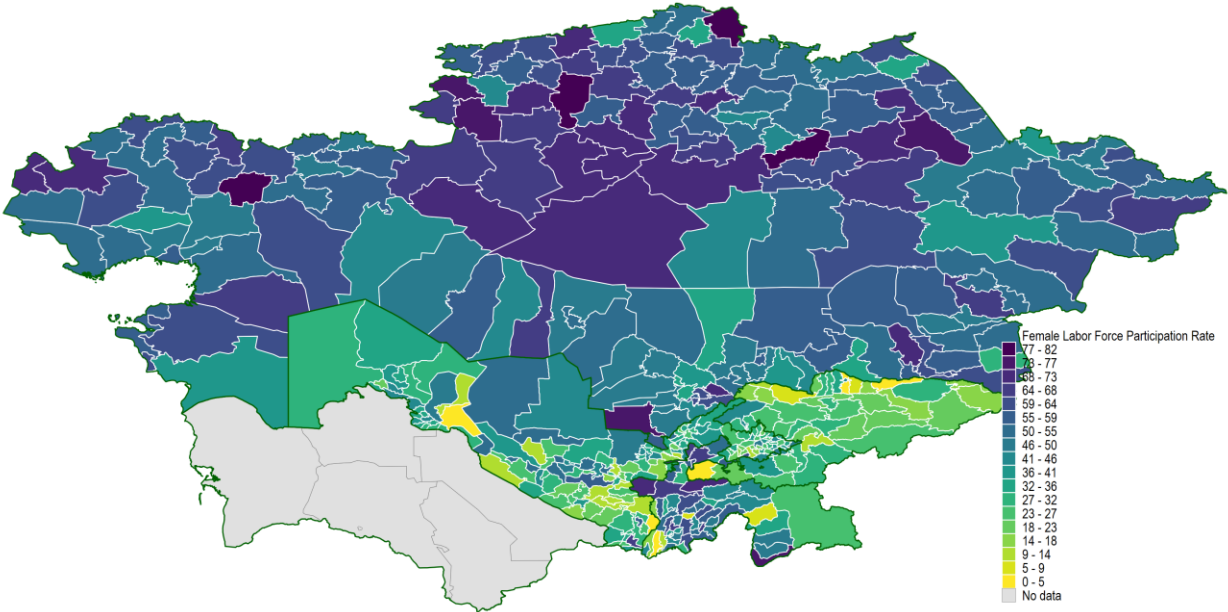 Female Labor Force Participation Rate
77 - 82
73 - 77
68 - 73
64 - 68
59 - 64
55 - 59
50 - 55
46 - 50
41 - 46
36 - 41
32 - 36
27 - 32
23 - 27
18 - 23
14 - 18
9 - 14
5 - 9
0 - 5
No data